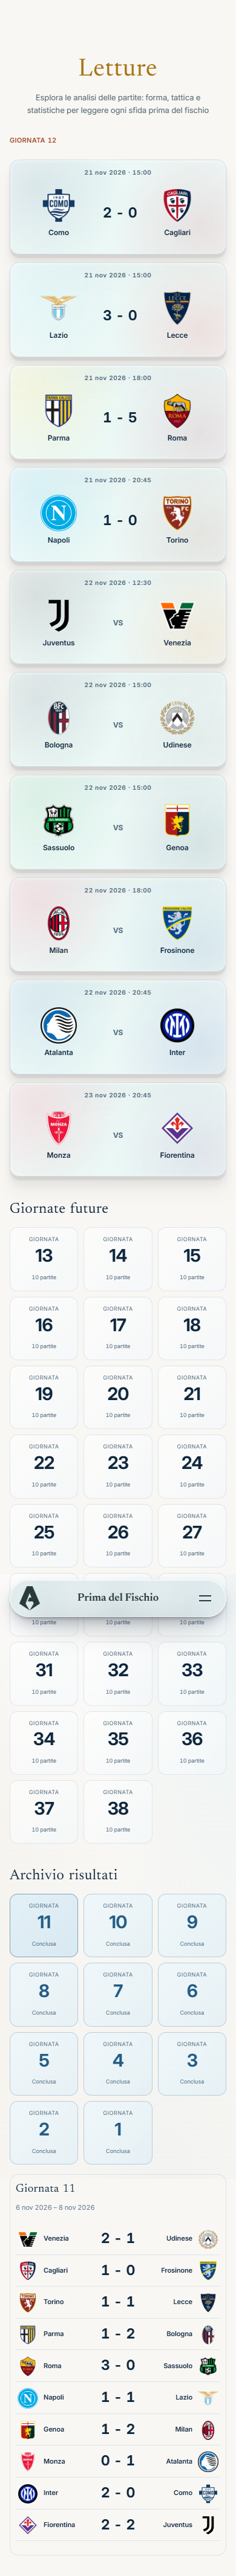 Letture
Esplora le analisi delle partite: forma, tattica e
statistiche per leggere ogni sfida prima del fischio
GIORNATA 12
21 nov 2026 · 15:00
2 - 0
Como Cagliari
21 nov 2026 · 15:00
3 - 0
Lazio Lecce
21 nov 2026 · 18:00
1 - 5
Parma Roma
21 nov 2026 · 20:45
1 - 0
Napoli Torino
22 nov 2026 · 12:30
VS
Juventus Venezia
22 nov 2026 · 15:00
VS
Bologna Udinese
22 nov 2026 · 15:00
VS
Sassuolo Genoa
22 nov 2026 · 18:00
VS
Milan Frosinone
22 nov 2026 · 20:45
VS
Atalanta Inter
23 nov 2026 · 20:45
VS
Monza Fiorentina
Giornate future
GIORNATA GIORNATA GIORNATA
13 14 15
10 partite 10 partite 10 partite
GIORNATA GIORNATA GIORNATA
16 17 18
10 partite 10 partite 10 partite
GIORNATA GIORNATA GIORNATA
19 20 21
10 partite 10 partite 10 partite
GIORNATA GIORNATA GIORNATA
22 23 24
10 partite 10 partite 10 partite
GIORNATA GIORNATA GIORNATA
25 26 27
10 partite 10 partite 10 partite
Prima del Fischio
10 partite 10 partite 10 partite
GIORNATA GIORNATA GIORNATA
31 32 33
10 partite 10 partite 10 partite
GIORNATA GIORNATA GIORNATA
34 35 36
10 partite 10 partite 10 partite
GIORNATA GIORNATA
37 38
10 partite 10 partite
Archivio risultati
GIORNATA GIORNATA GIORNATA
11 10 9
Conclusa Conclusa Conclusa
GIORNATA GIORNATA GIORNATA
8 7 6
Conclusa Conclusa Conclusa
GIORNATA GIORNATA GIORNATA
5 4 3
Conclusa Conclusa Conclusa
GIORNATA GIORNATA
2 1
Conclusa Conclusa
Giornata 11
6 nov 2026 – 8 nov 2026
Venezia 2 - 1 Udinese
Cagliari 1 - 0 Frosinone
Torino 1 - 1 Lecce
Parma 1 - 2 Bologna
Roma 3 - 0 Sassuolo
Napoli 1 - 1 Lazio
Genoa 1 - 2 Milan
Monza 0 - 1 Atalanta
Inter 2 - 0 Como
Fiorentina 2 - 2 Juventus